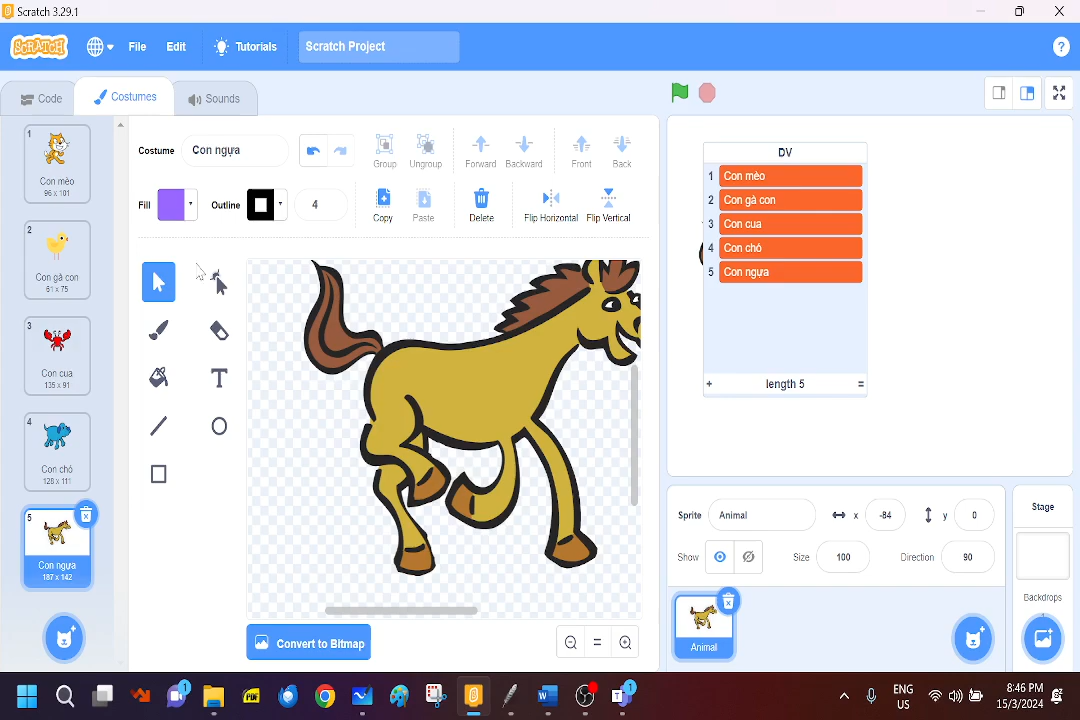 Scratch 3.29.1
SCRATCH
File
Edit
Tutorials
Scratch Project
?
Code
Costumes
Sounds
1
Con mèo
96 x 101
2
Con gà con
61 x 75
3
Con cua
135 x 91
4
Con chó
128 x 111
5
Con ngựa
187 x 142
Costume
Con ngựa
Group
Ungroup
Forward
Backward
Front
Back
Fill
Outline
4
Copy
Paste
Delete
Flip Horizontal
Flip Vertical
T
Convert to Bitmap
=
DV
1 Con mèo
2 Con gà con
3 Con cua
4 Con chó
5 Con ngựa
+ length 5 =
Sprite
Animal
x
-84
y
0
Show
Size
100
Direction
90
Animal
Stage
Backdrops
1
1
PDF
1
ENG
US
8:46 PM
15/3/2024